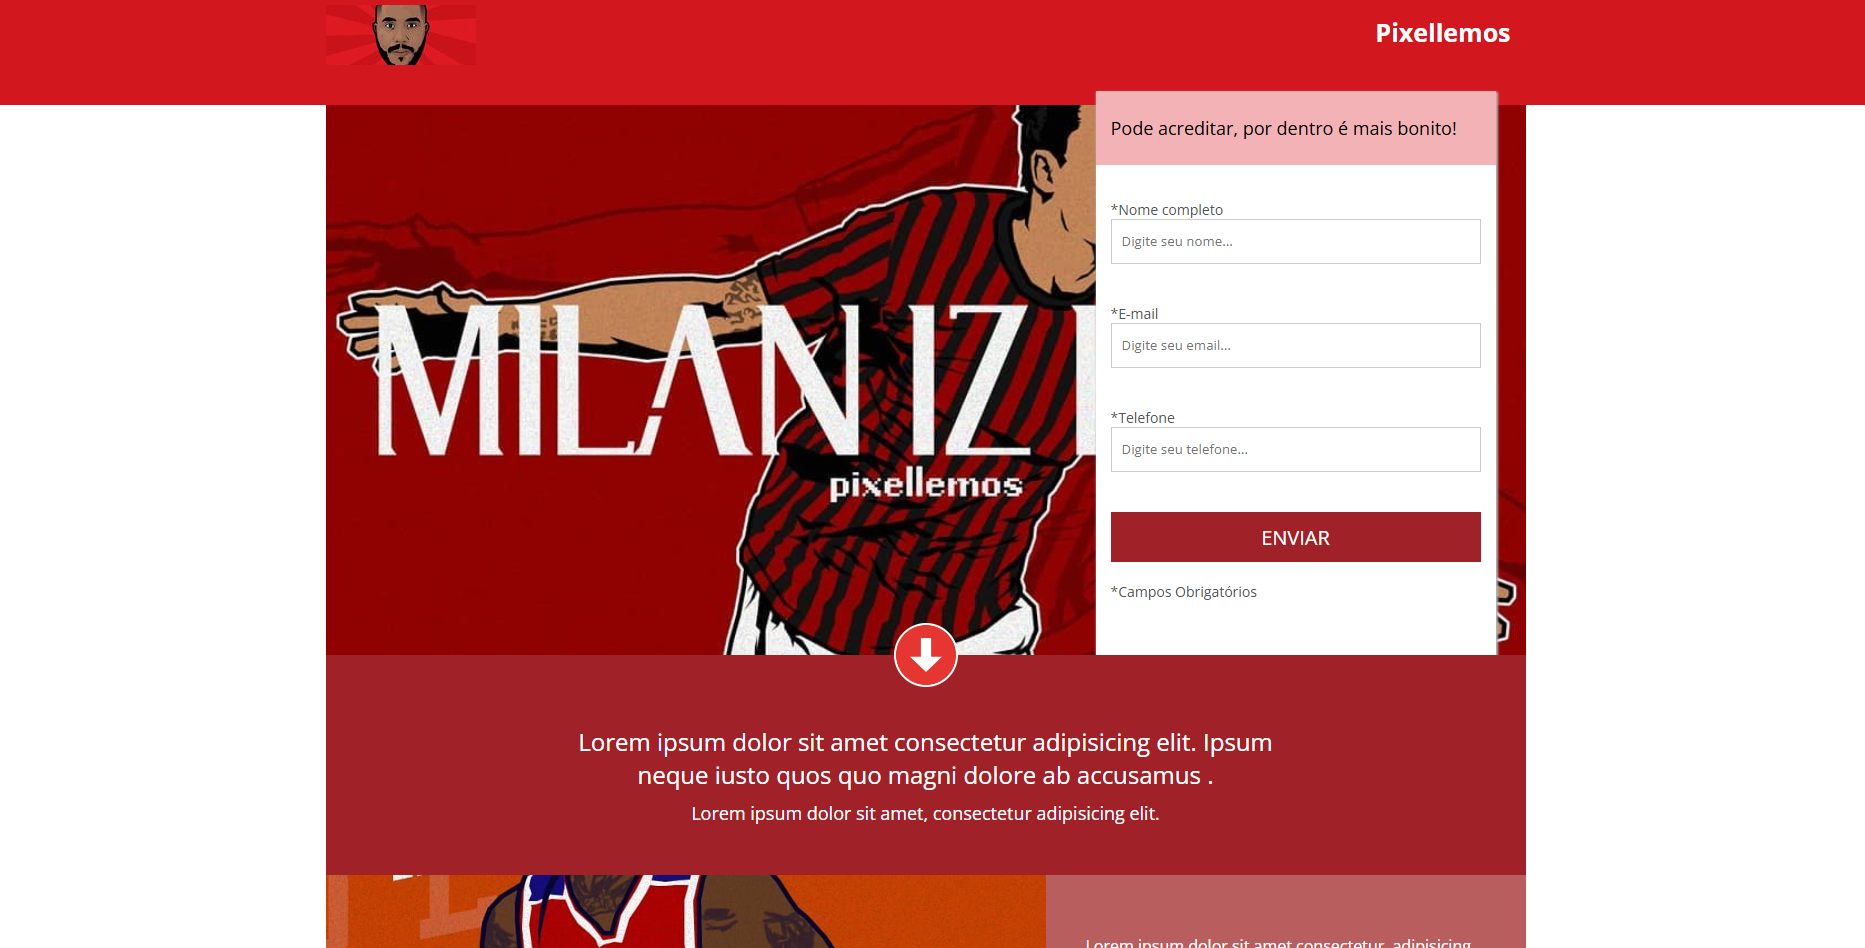 Pixellemos
Pode acreditar, por dentro é mais bonito!
*Nome completo
Digite seu nome...
*E-mail
Digite seu email...
*Telefone
Digite seu telefone...
ENVIAR
*Campos Obrigatórios
MILAN IZ
pixellemos
Lorem ipsum dolor sit amet consectetur adipisicing elit. Ipsum
neque iusto quos quo magni dolore ab accusamus .
Lorem ipsum dolor sit amet, consectetur adipisicing elit.
Lorem ipsum dolor sit amet consectetur, adipisicing